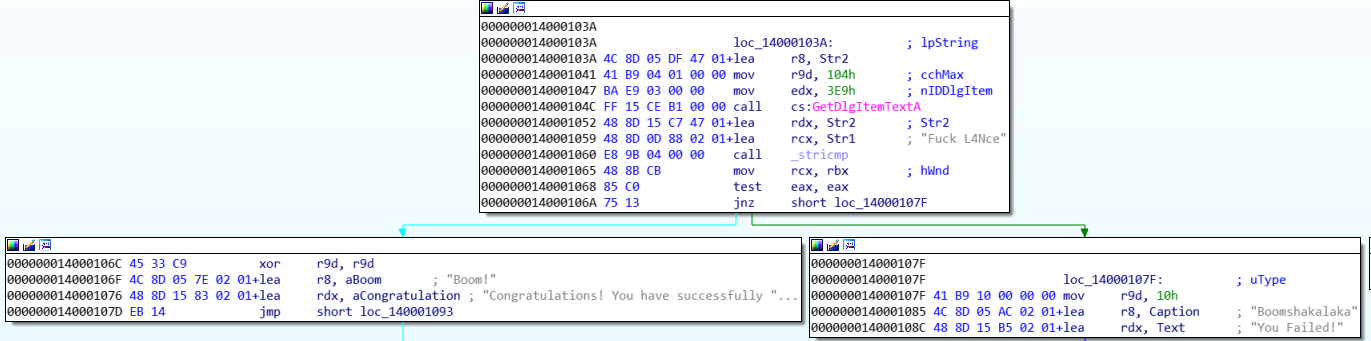 000000014000103A
000000014000103A loc_14000103A: ; lpString
000000014000103A 4C 8D 05 DF 47 01+lea r8, Str2
0000000140001041 41 B9 04 01 00 00 mov r9d, 104h ; cchMax
0000000140001047 BA E9 03 00 00 mov edx, 3E9h ; nIDDlgItem
000000014000104C FF 15 CE B1 00 00 call cs:GetDlgItemTextA
0000000140001052 48 8D 15 C7 47 01+lea rdx, Str2 ; Str2
0000000140001059 48 8D 0D 88 02 01+lea rcx, Str1 ; "Fuck L4Nce"
0000000140001060 E8 9B 04 00 00 call _stricmp
0000000140001065 48 8B CB mov rcx, rbx ; hWnd
0000000140001068 85 C0 test eax, eax
000000014000106A 75 13 jnz short loc_14000107F
000000014000106C 45 33 C9 xor r9d, r9d
000000014000106F 4C 8D 05 7E 02 01+lea r8, aBoom ; "Boom!"
0000000140001076 48 8D 15 83 02 01+lea rdx, aCongratulation ; "Congratulations! You have successfully "...
000000014000107D EB 14 jmp short loc_140001093
000000014000107F
000000014000107F loc_14000107F: ; uType
000000014000107F 41 B9 10 00 00 00 mov r9d, 10h
0000000140001085 4C 8D 05 AC 02 01+lea r8, Caption ; "Boomshakalaka"
000000014000108C 48 8D 15 B5 02 01+lea rdx, Text ; "You Failed!"